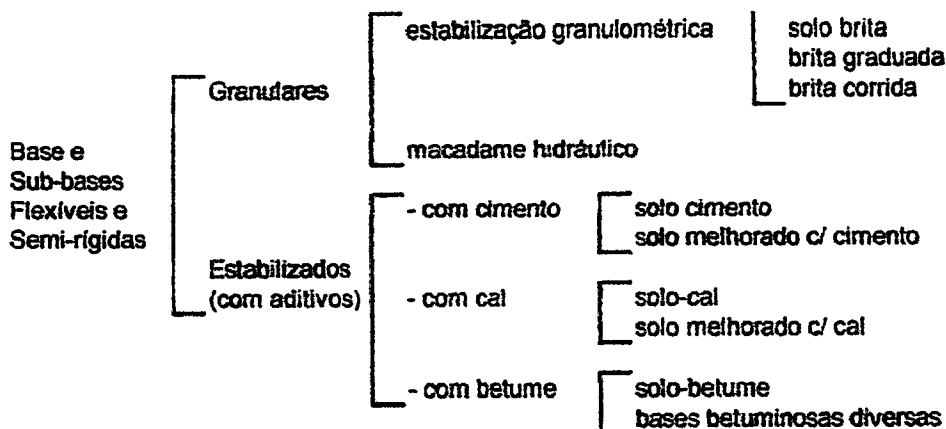 Base e
Sub-bases
Flexíveis e
Semi-rígidas
Granulares
estabilização granulométrica
solo brita
brita graduada
brita corrida
macadame hidráulico
Estabilizados
(com aditivos)
- com cimento
solo cimento
solo melhorado c/ cimento
- com cal
solo-cal
solo melhorado c/ cal
- com betume
solo-betume
bases betuminosas diversas